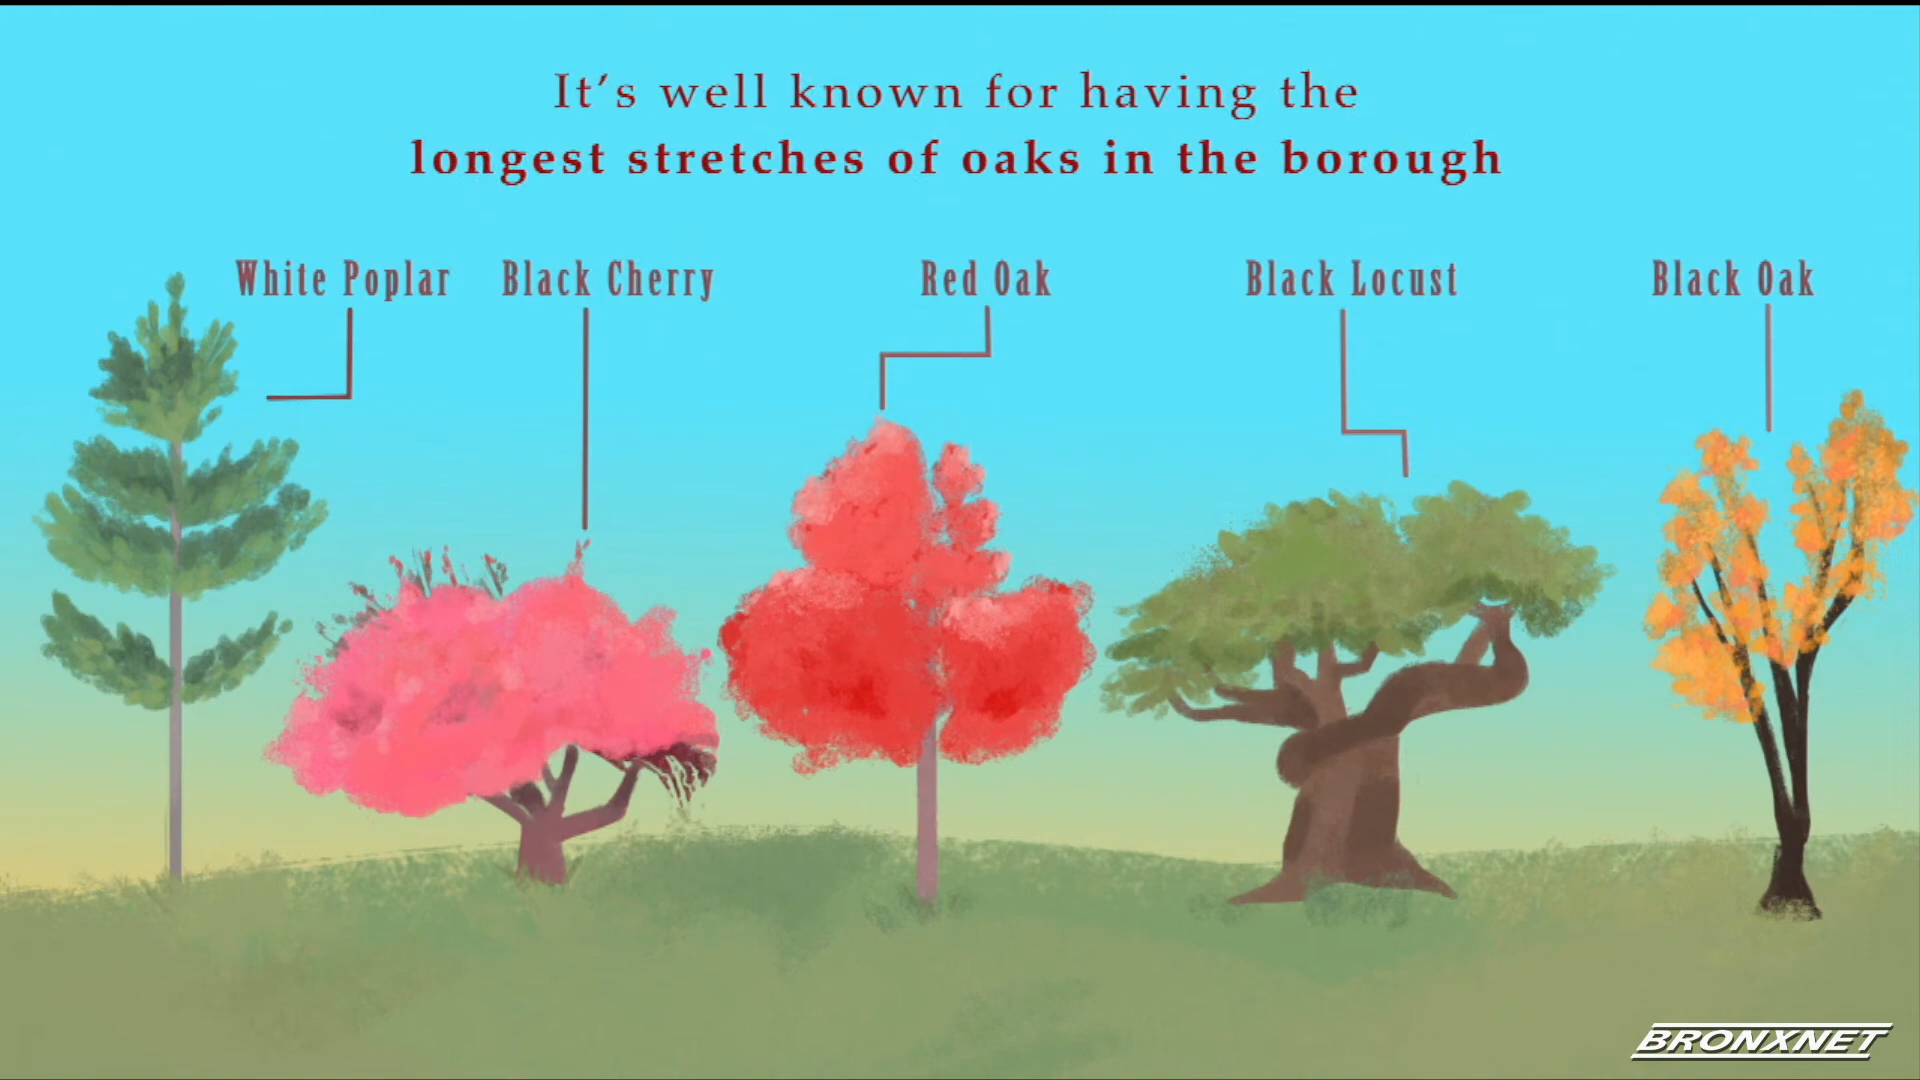 It's well known for having the
longest stretches of oaks in the borough
White Poplar
Black Cherry
Red Oak
Black Locust
Black Oak
BRONXNET